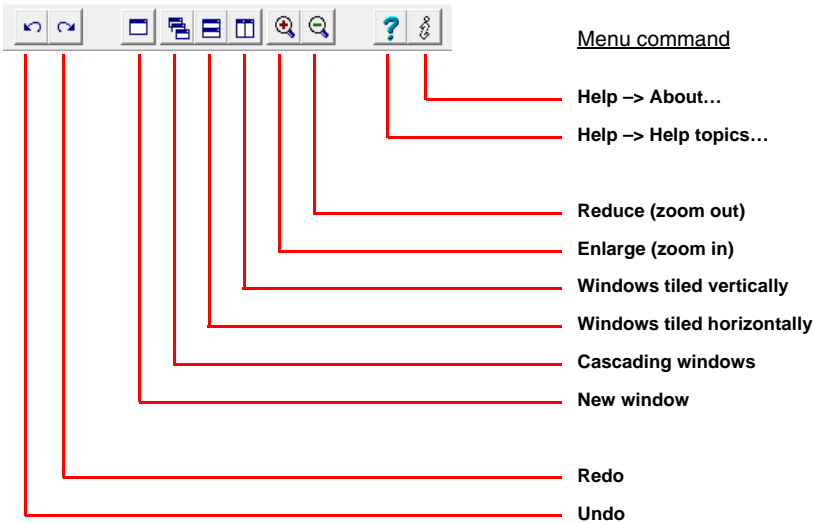 Menu command
Help –> About…
Help –> Help topics…
Reduce (zoom out)
Enlarge (zoom in)
Windows tiled vertically
Windows tiled horizontally
Cascading windows
New window
Redo
Undo